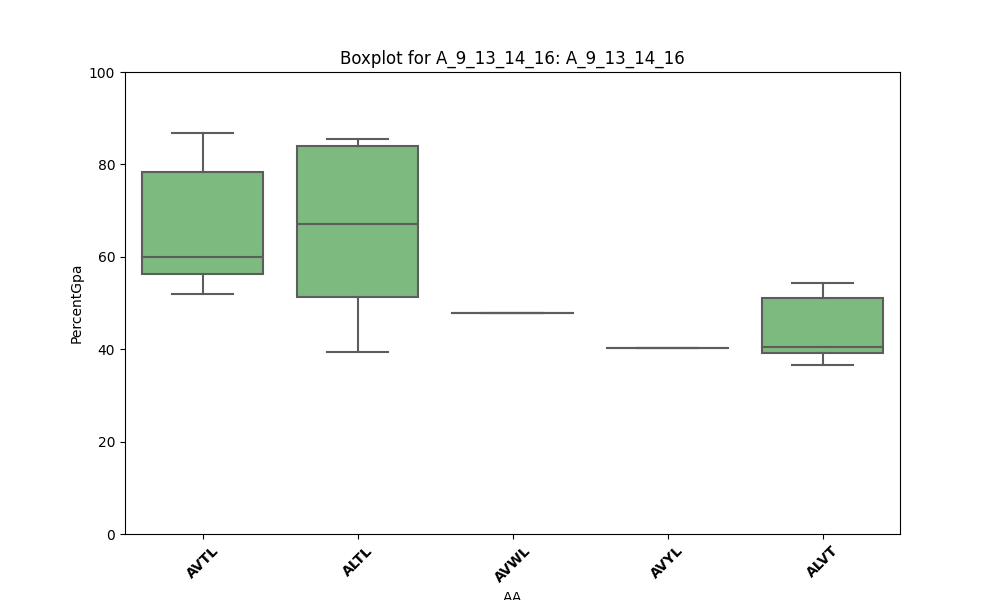 Boxplot for A_9_13_14_16: A_9_13_14_16
100
80
60
40
20
0
PercentGpa
AVTL
ALTL
AVWL
AVYL
ALVT
AA